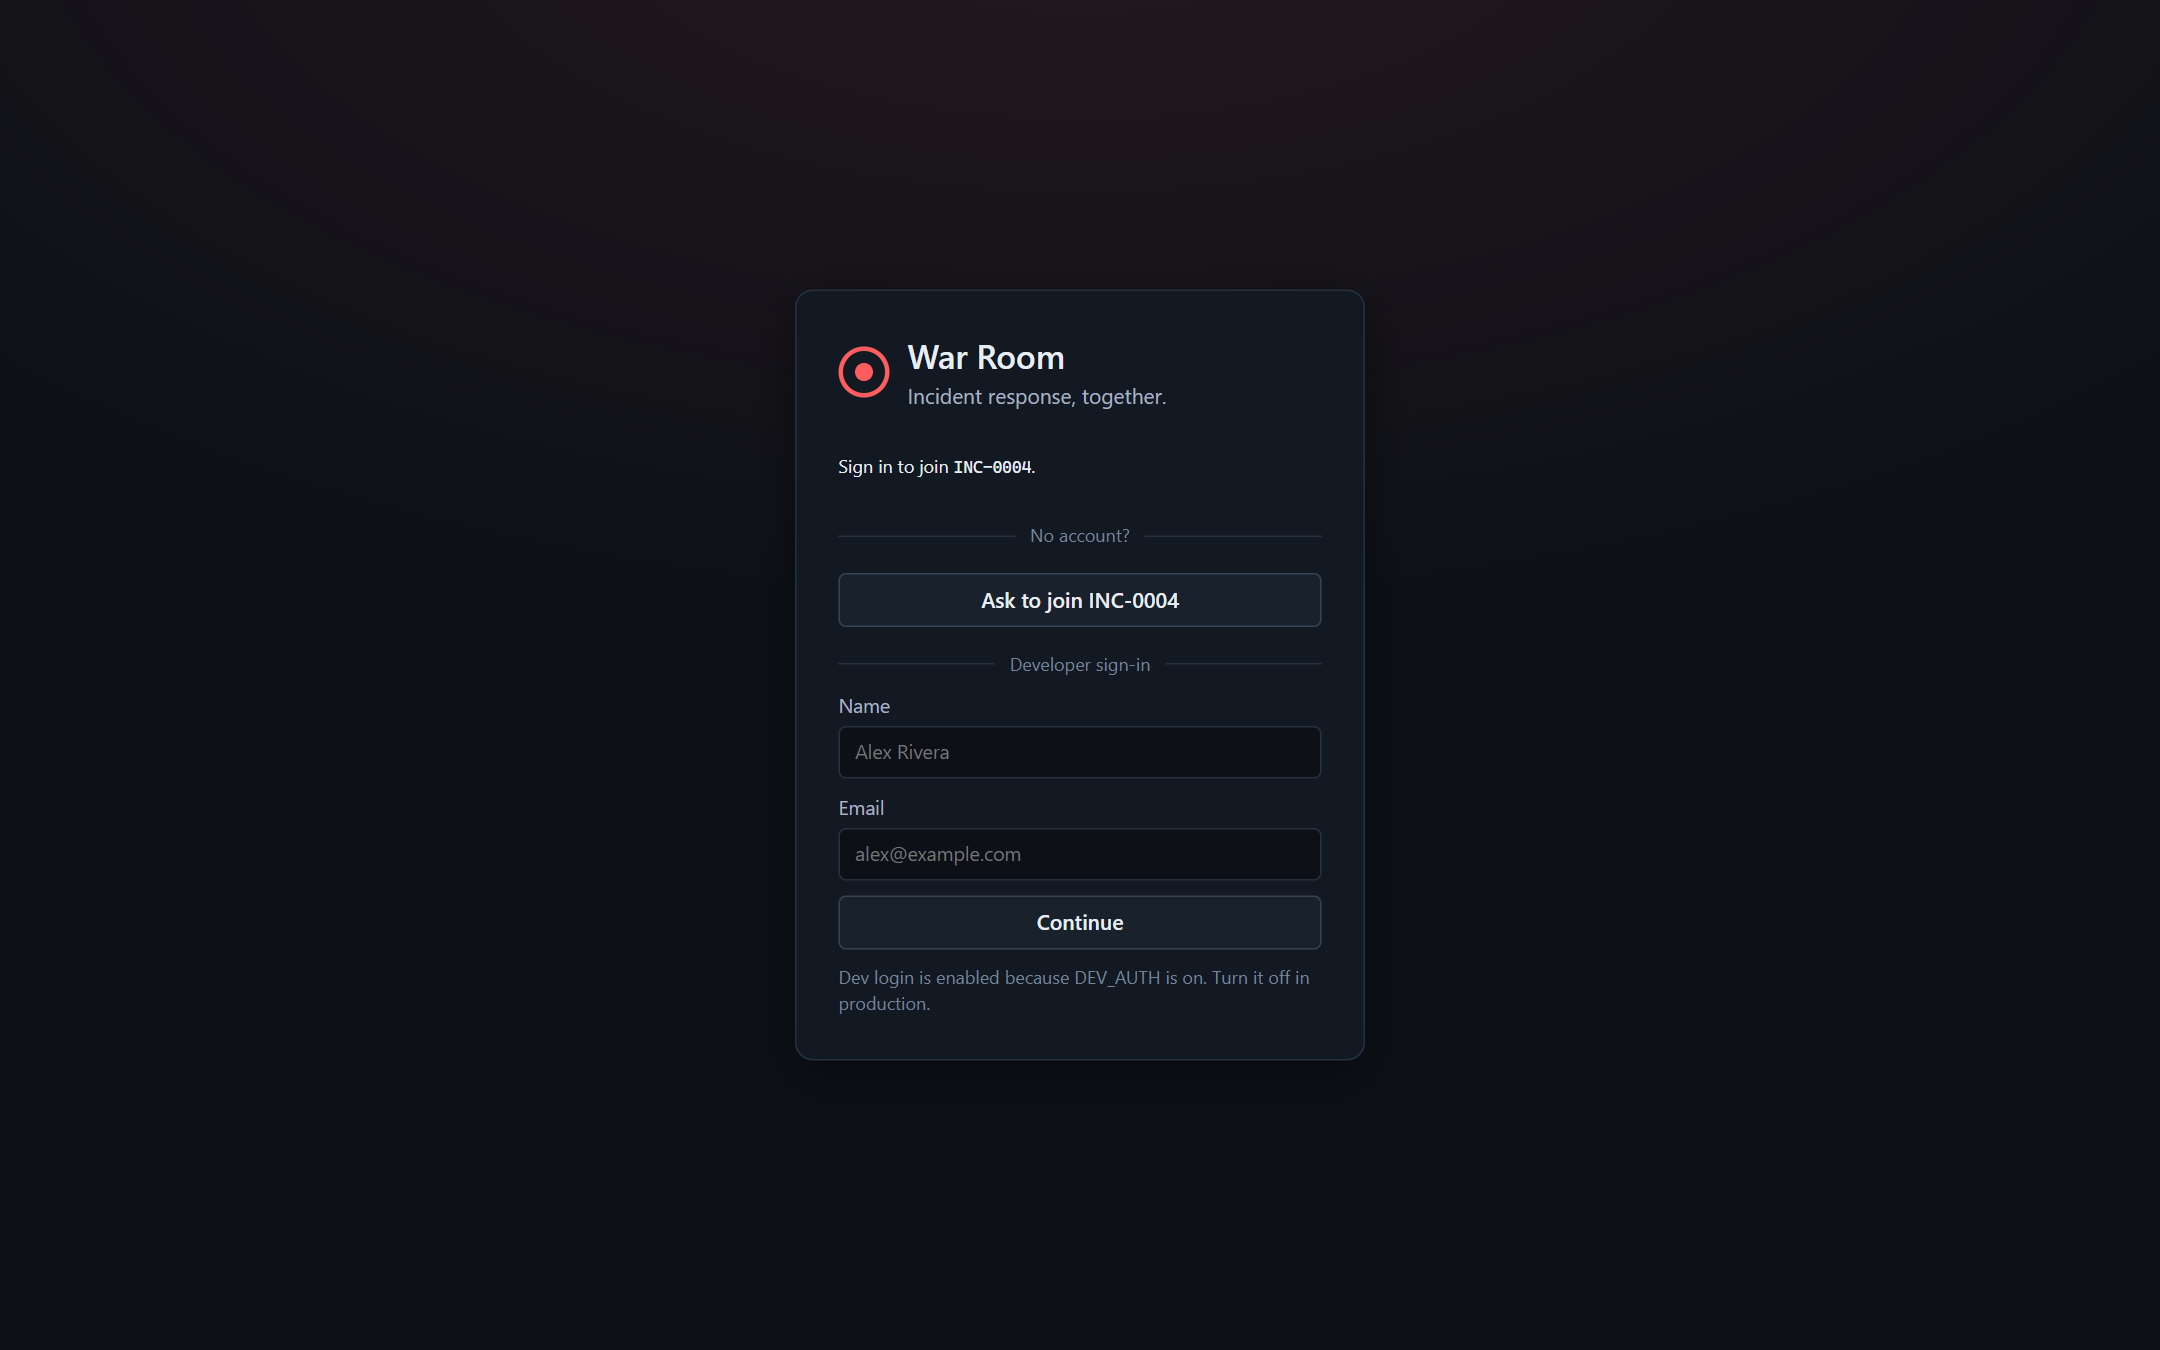 War Room
Incident response, together.
Sign in to join INC-0004.
No account?
Ask to join INC-0004
Developer sign-in
Name
Alex Rivera
Email
alex@example.com
Continue
Dev login is enabled because DEV_AUTH is on. Turn it off in
production.